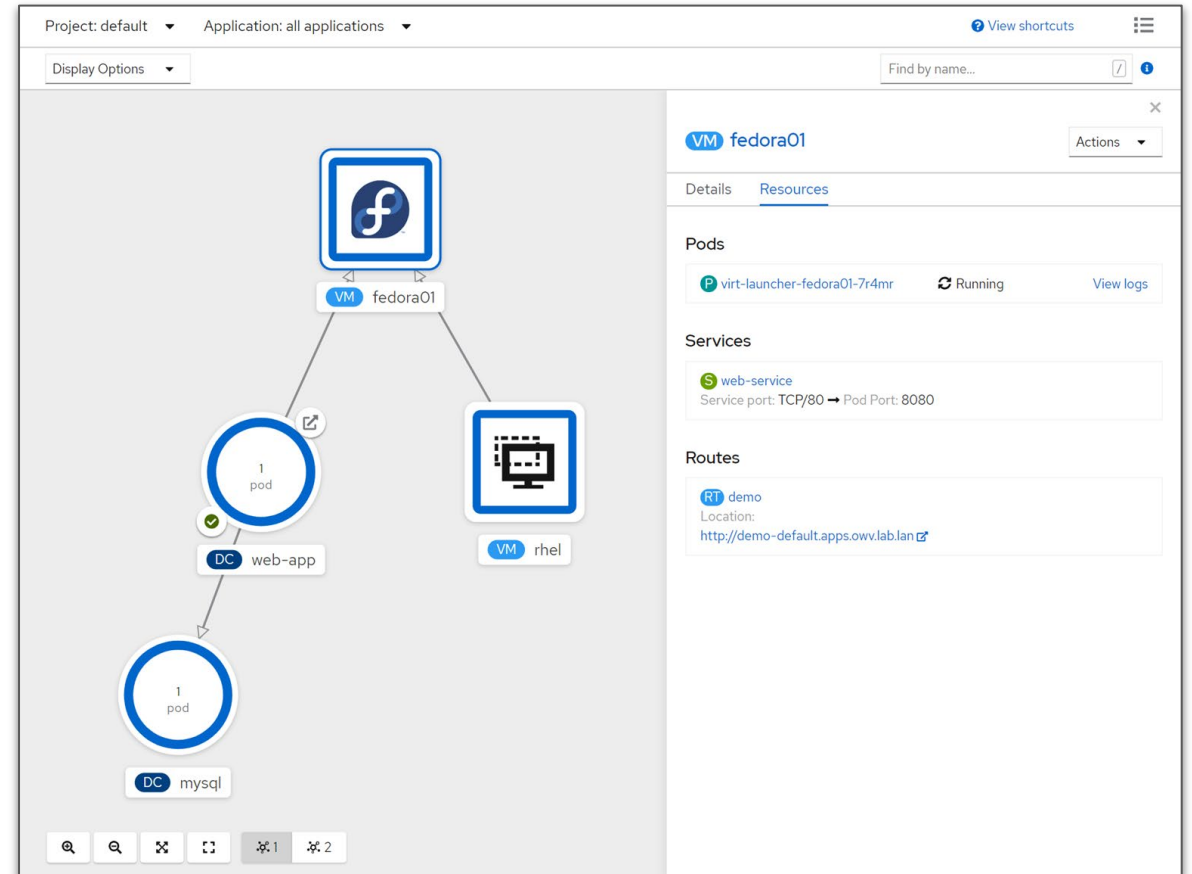 Project: default Application: all applications View shortcuts
Display Options Find by name... /
VM fedora01 Actions
Details Resources
Pods
P virt-launcher-fedora01-7r4mr Running View logs
Services
S web-service
Service port: TCP/80 → Pod Port: 8080
Routes
RT demo
Location:
http://demo-default.apps.owv.lab.lan
VM fedora01
1
pod
DC web-app
VM rhel
1
pod
DC mysql
1 2